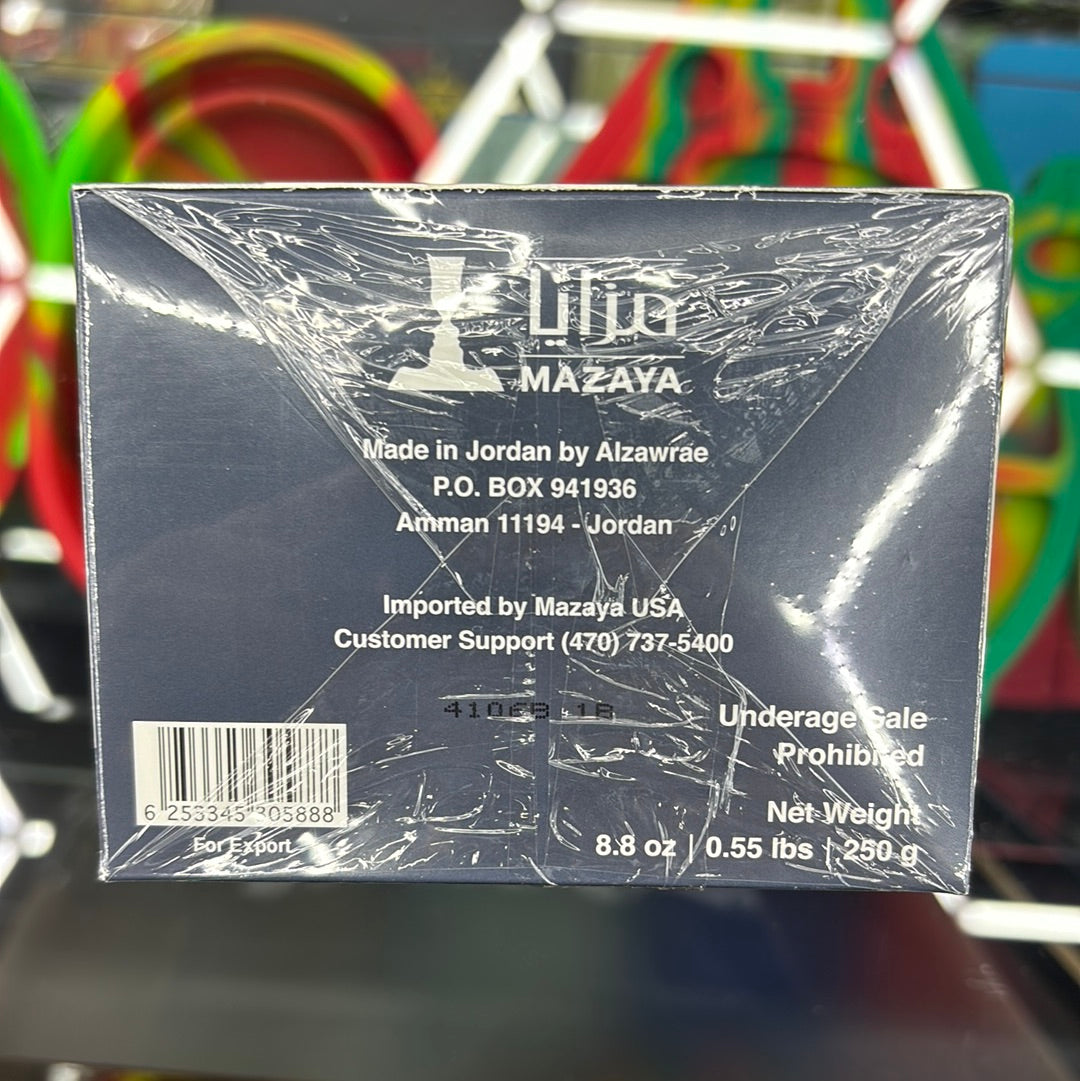 مزايا
MAZAYA
Made in Jordan by Alzawrae
P.O. BOX 941936
Amman 11194 - Jordan
Imported by Mazaya USA
Customer Support (470) 737-5400
Underage Sale
Prohibited
Net Weight
8.8 oz | 0.55 lbs | 250 g
6 253345 305888
For Export